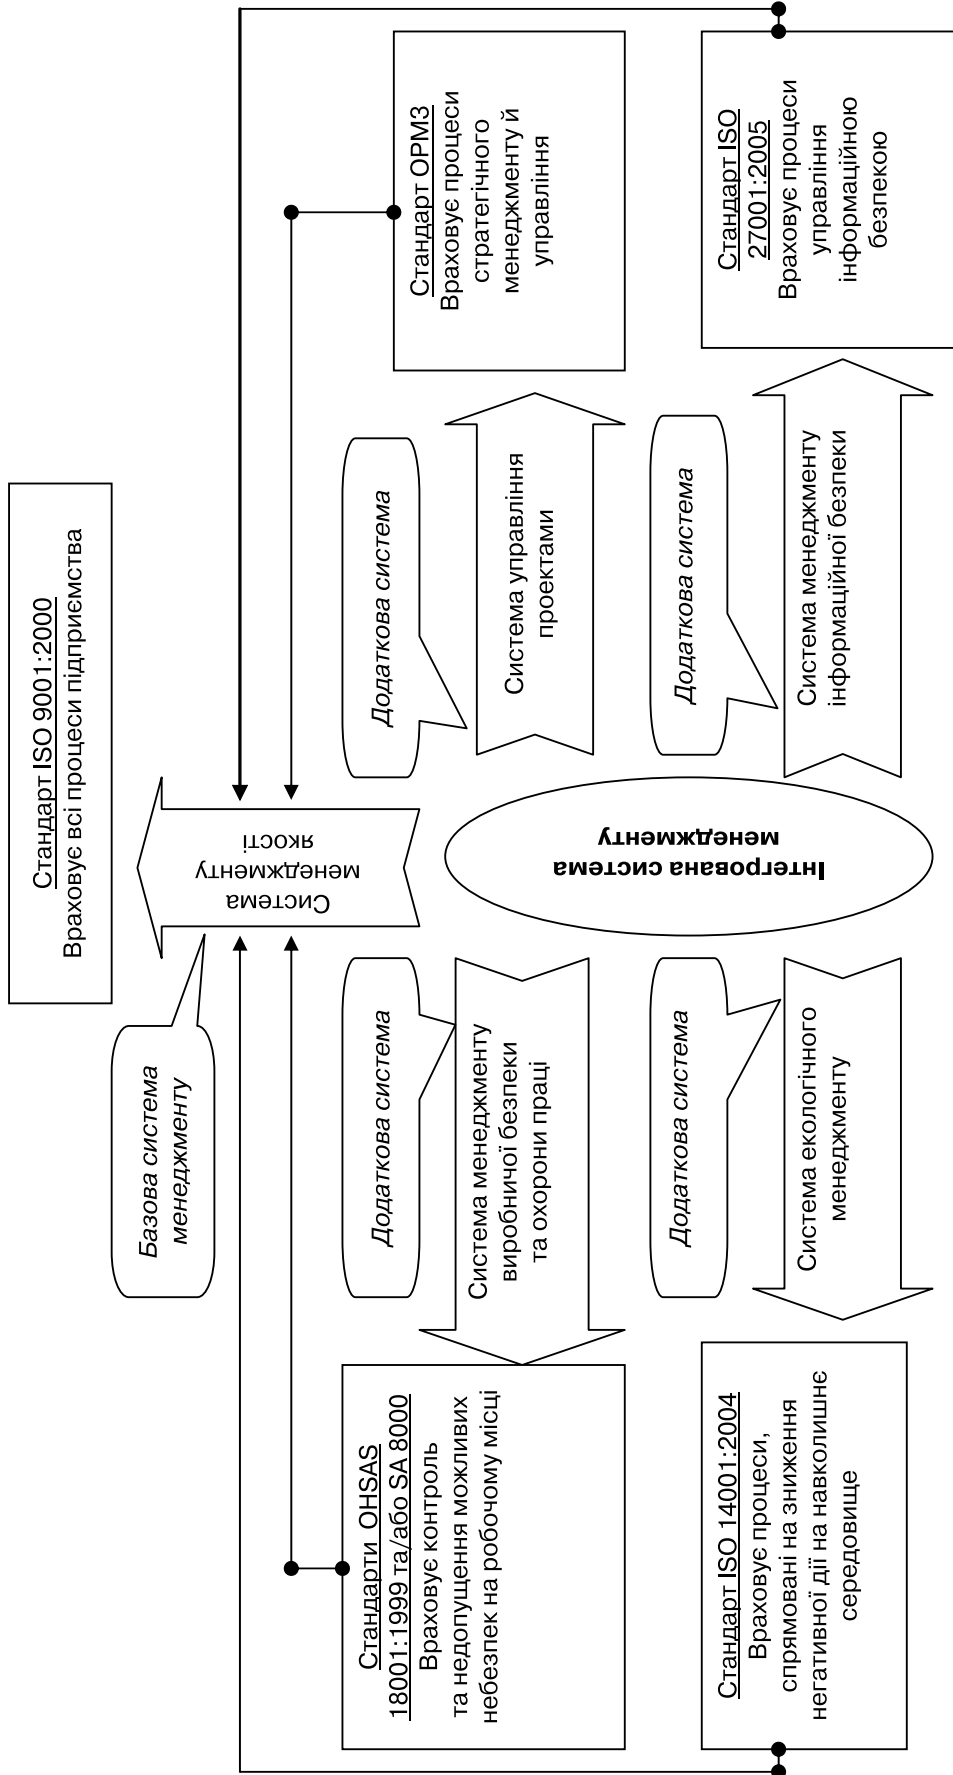 Стандарт ISO 9001:2000
Враховує всі процеси підприємства
Базова система
менеджменту
Система
менеджменту
якості
Стандарти OHSAS
18001:1999 та/або SA 8000
Враховує контроль
та недопущення можливих
небезпек на робочому місці
Додаткова система
Система менеджменту
виробничої безпеки
та охорони праці
Додаткова система
Система управління
проектами
Стандарт OPM3
Враховує процеси
стратегічного
менеджменту й
управління
Інтегрована система
менеджменту
Стандарт ISO 14001:2004
Враховує процеси,
спрямовані на зниження
негативної дії на навколишнє
середовище
Додаткова система
Система екологічного
менеджменту
Додаткова система
Система менеджменту
інформаційної безпеки
Стандарт ISO
27001:2005
Враховує процеси
управління
інформаційною
безпекою